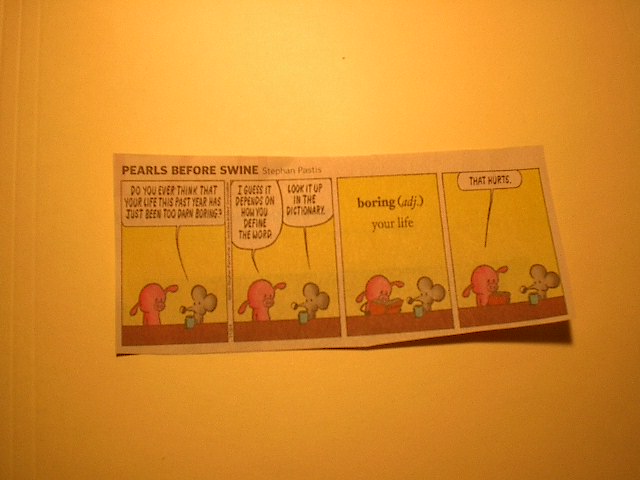 PEARLS BEFORE SWINE Stephan Pastis
DO YOU EVER THINK THAT
YOUR LIFE THIS PAST YEAR HAS
JUST BEEN TOO DARN BORING?
I GUESS IT
DEPENDS ON
HOW YOU
DEFINE
THE WORD.
LOOK IT UP
IN THE
DICTIONARY.
boring (adj.)
your life
THAT HURTS.